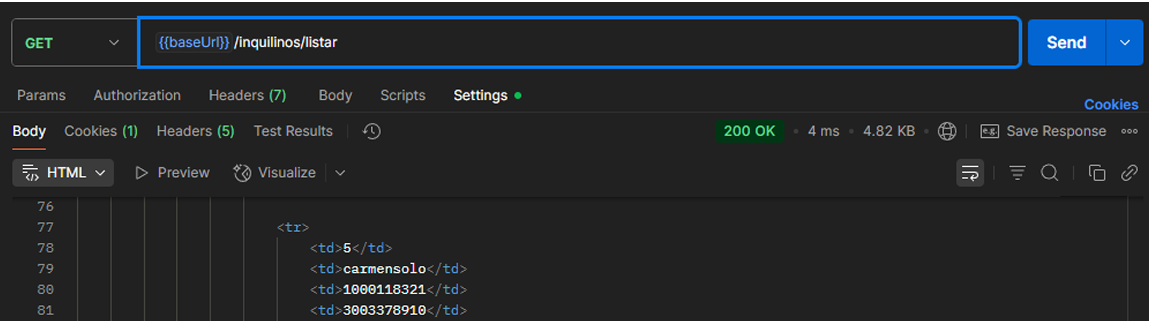 GET {{baseUrl}} /inquilinos/listar Send
Params Authorization Headers (7) Body Scripts Settings
Cookies
Body Cookies (1) Headers (5) Test Results 200 OK 4 ms 4.82 KB e.g. Save Response
HTML Preview Visualize
76
77 <tr>
78 <td>5</td>
79 <td>carmensolo</td>
80 <td>1000118321</td>
81 <td>3003378910</td>